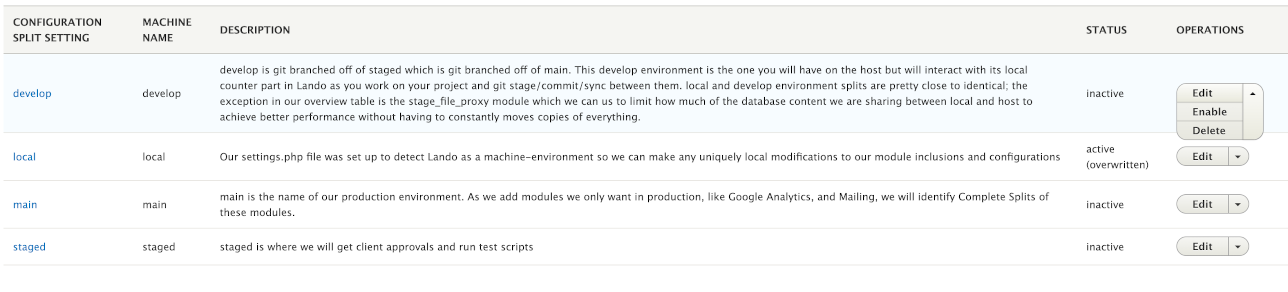 CONFIGURATION SPLIT SETTING
MACHINE NAME
DESCRIPTION
STATUS
OPERATIONS
develop
develop
develop is git branched off of staged which is git branched off of main. This develop environment is the one you will have on the host but will interact with its local
counter part in Lando as you work on your project and git stage/commit/sync between them. local and develop environment splits are pretty close to identical; the
exception in our overview table is the stage_file_proxy module which we can us to limit how much of the database content we are sharing between local and host to
achieve better performance without having to constantly moves copies of everything.
inactive
Edit
Enable
Delete
local
local
Our settings.php file was set up to detect Lando as a machine-environment so we can make any uniquely local modifications to our module inclusions and configurations
active
(overwritten)
Edit
main
main
main is the name of our production environment. As we add modules we only want in production, like Google Analytics, and Mailing, we will identify Complete Splits of
these modules.
inactive
Edit
staged
staged
staged is where we will get client approvals and run test scripts
inactive
Edit